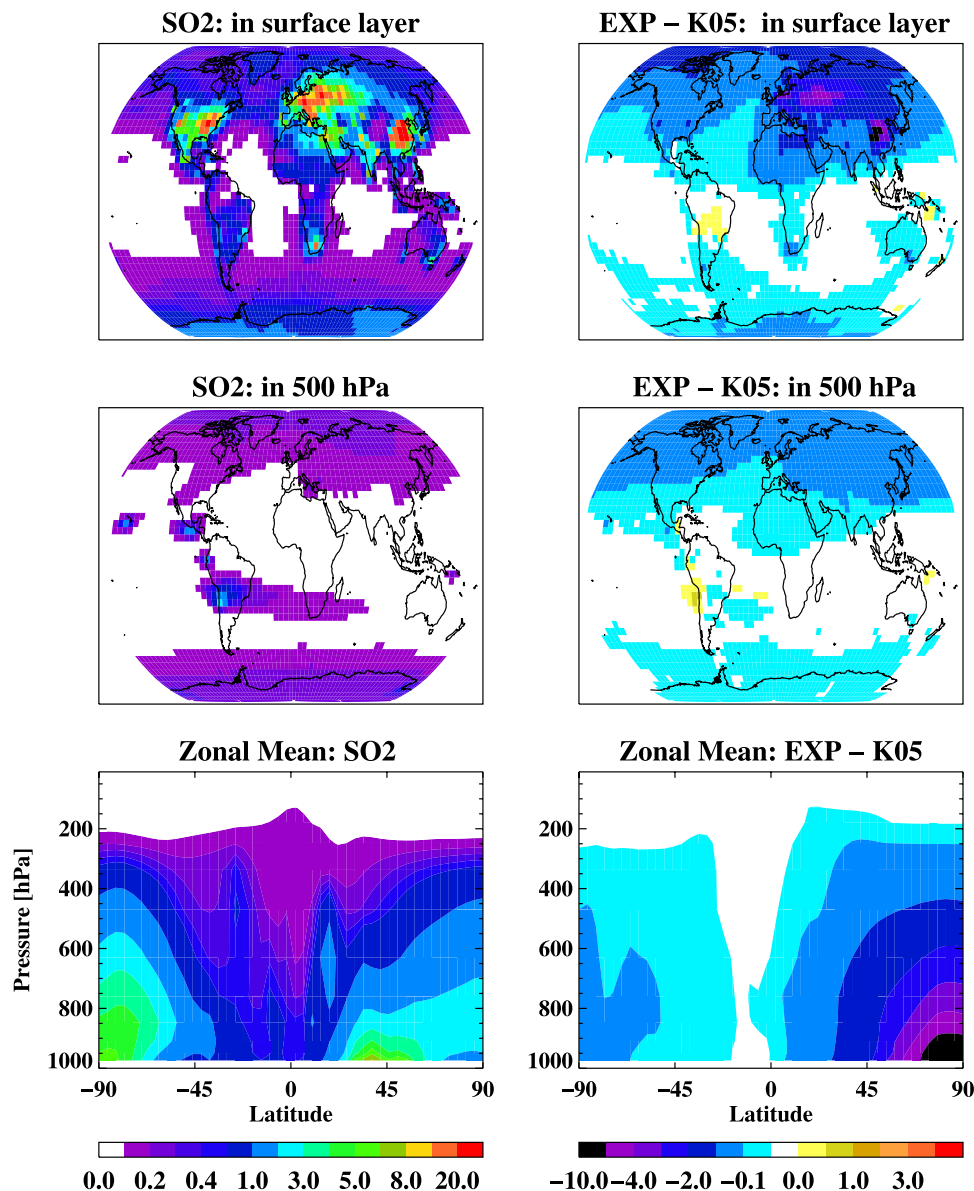 SO2: in surface layer
EXP − K05:  in surface layer
SO2: in 500 hPa
EXP − K05: in 500 hPa
Zonal Mean: SO2
Zonal Mean: EXP − K05
Pressure [hPa]
200
400
600
800
1000
−90 −45 0 45 90
Latitude
200
400
600
800
1000
−90 −45 0 45 90
Latitude
0.0 0.2 0.4 1.0 3.0 5.0 8.0 20.0
−10.0 −4.0 −2.0 −0.1 0.0 1.0 3.0